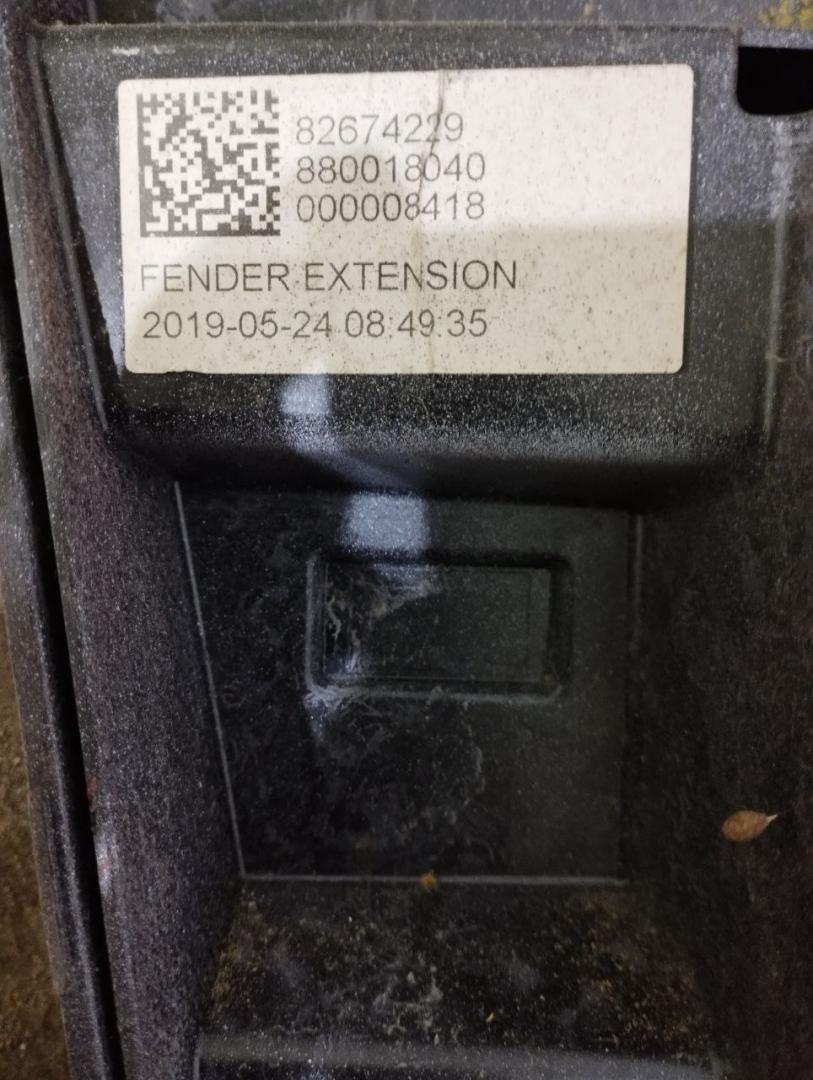 82674229
880018040
000008418
FENDER EXTENSION
2019-05-24 08:49:35